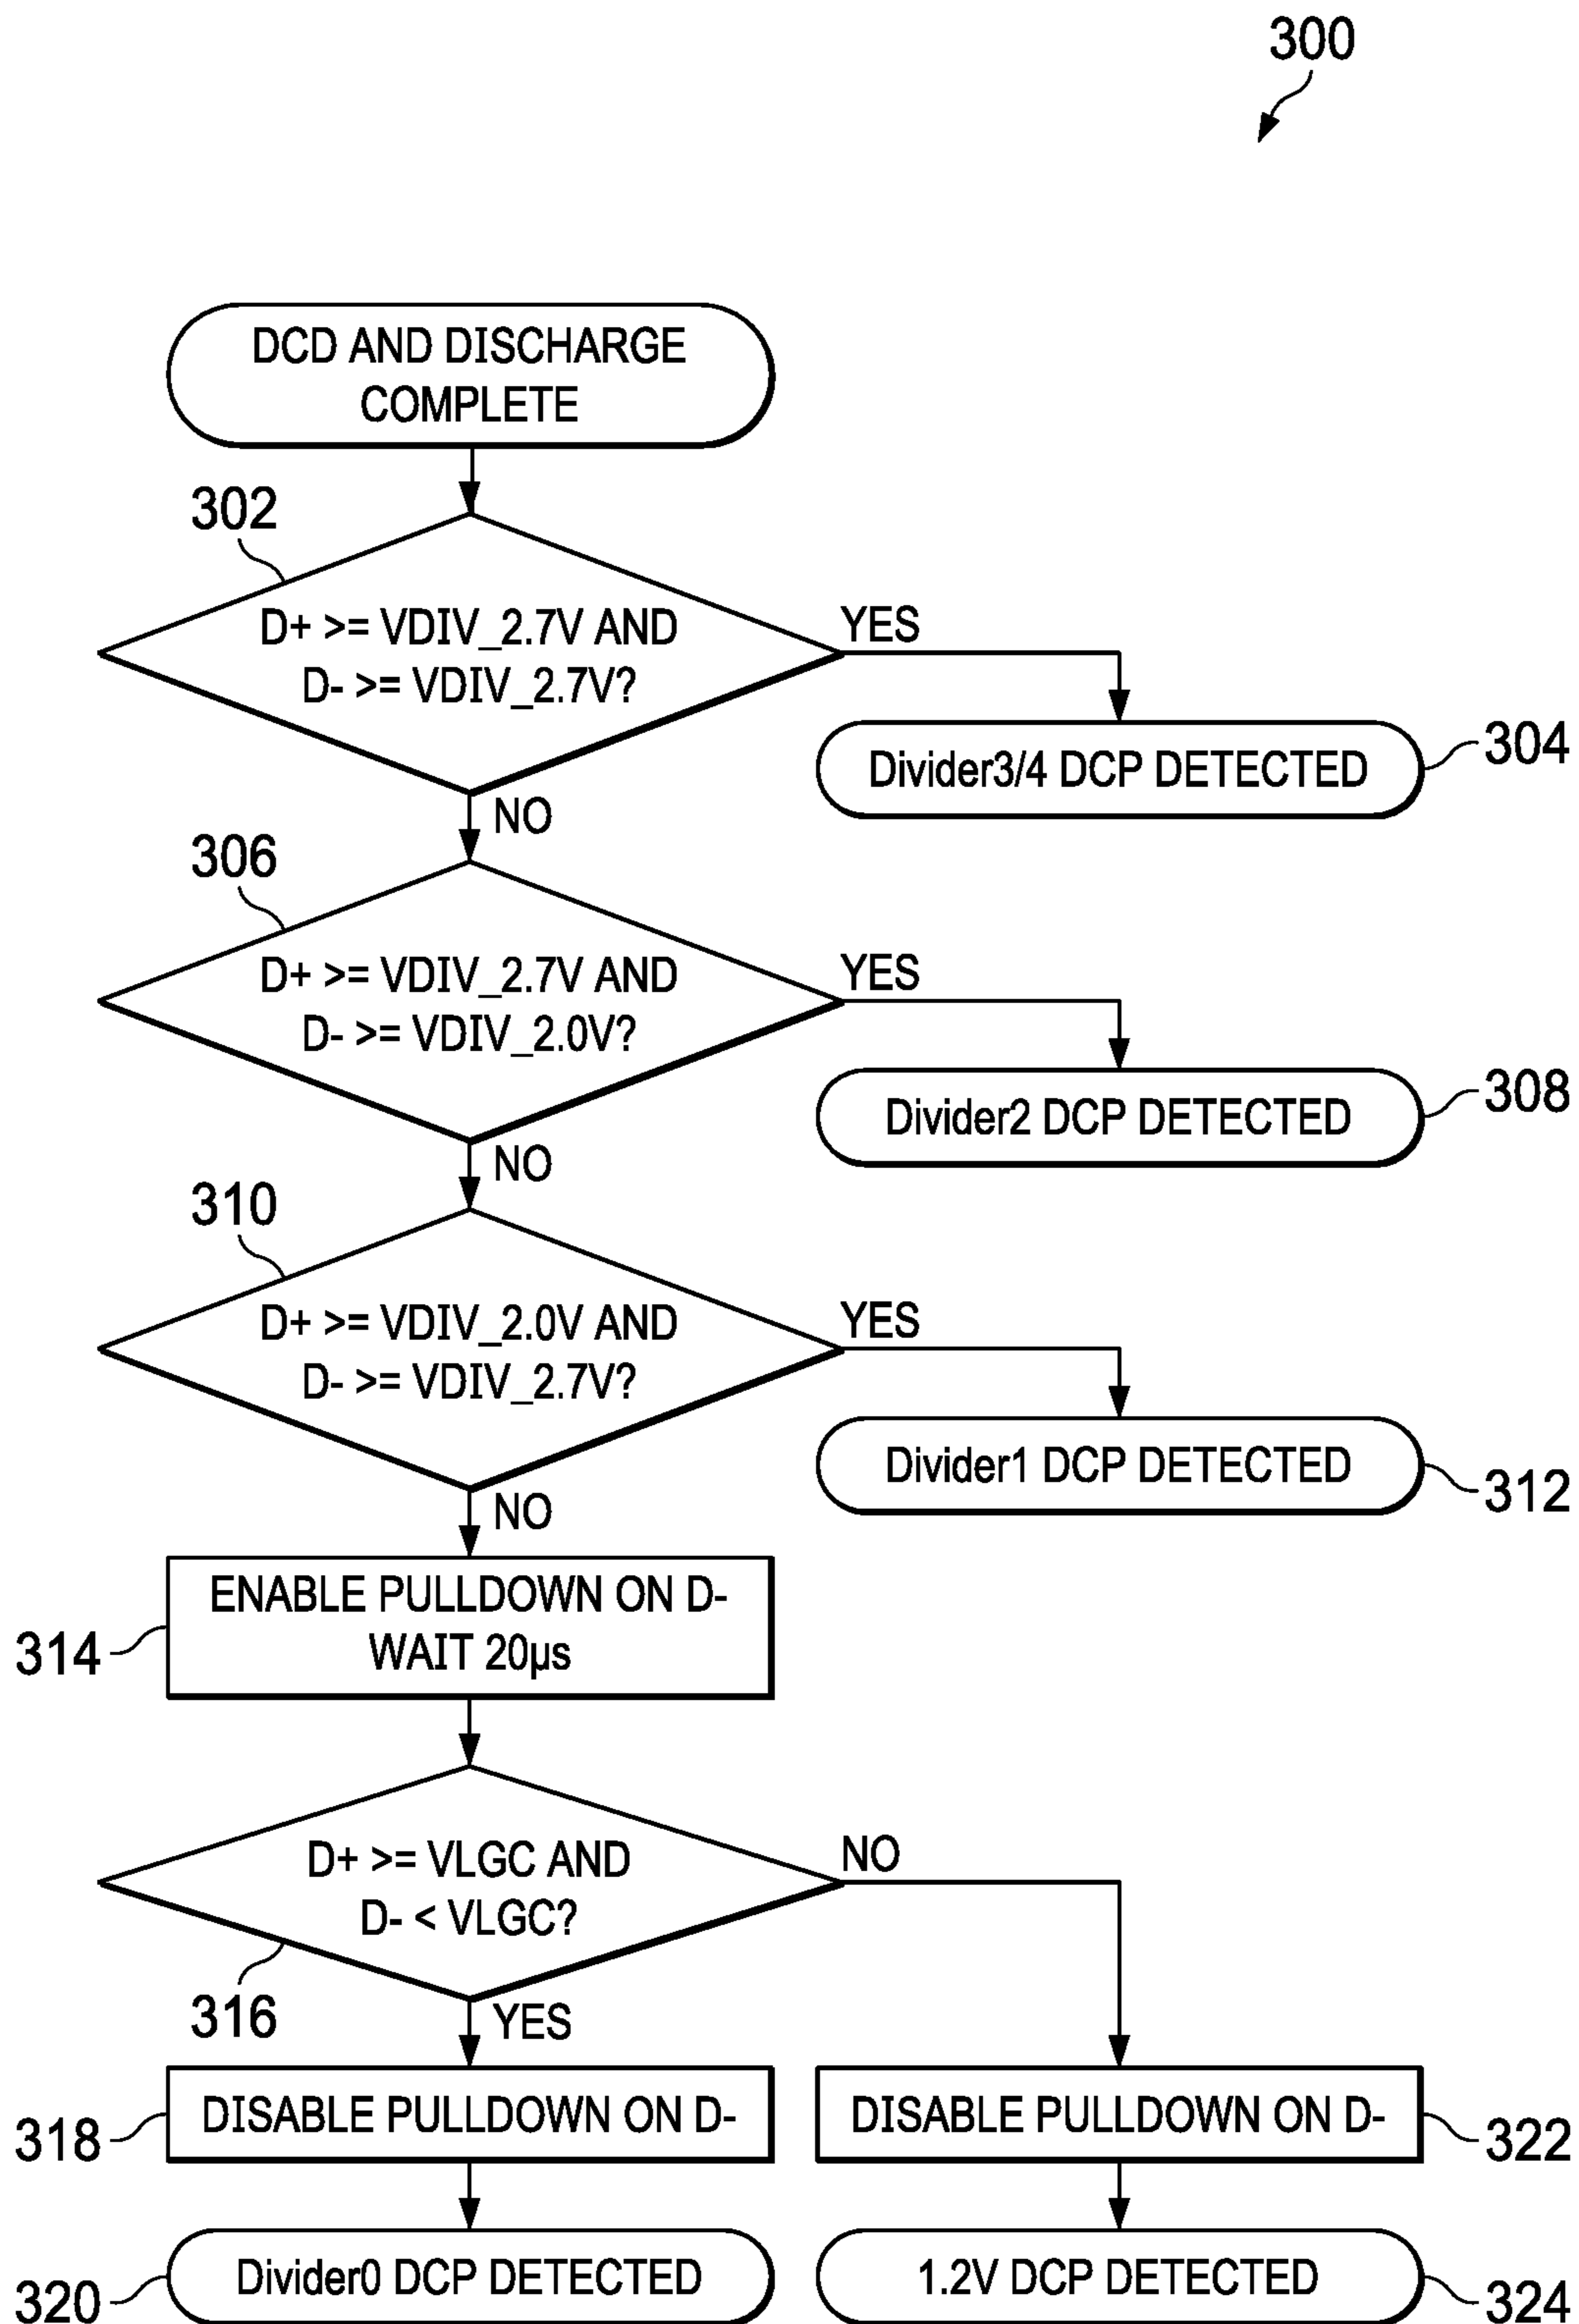 300
DCD AND DISCHARGE
COMPLETE
302
D+ >= VDIV_2.7V AND
D- >= VDIV_2.7V?
YES
Divider3/4 DCP DETECTED
304
NO
306
D+ >= VDIV_2.7V AND
D- >= VDIV_2.0V?
YES
Divider2 DCP DETECTED
308
NO
310
D+ >= VDIV_2.0V AND
D- >= VDIV_2.7V?
YES
Divider1 DCP DETECTED
312
NO
ENABLE PULLDOWN ON D-
WAIT 20µs
314
D+ >= VLGC AND
D- < VLGC?
NO
316
YES
318
DISABLE PULLDOWN ON D-
DISABLE PULLDOWN ON D-
322
320
Divider0 DCP DETECTED
1.2V DCP DETECTED
324